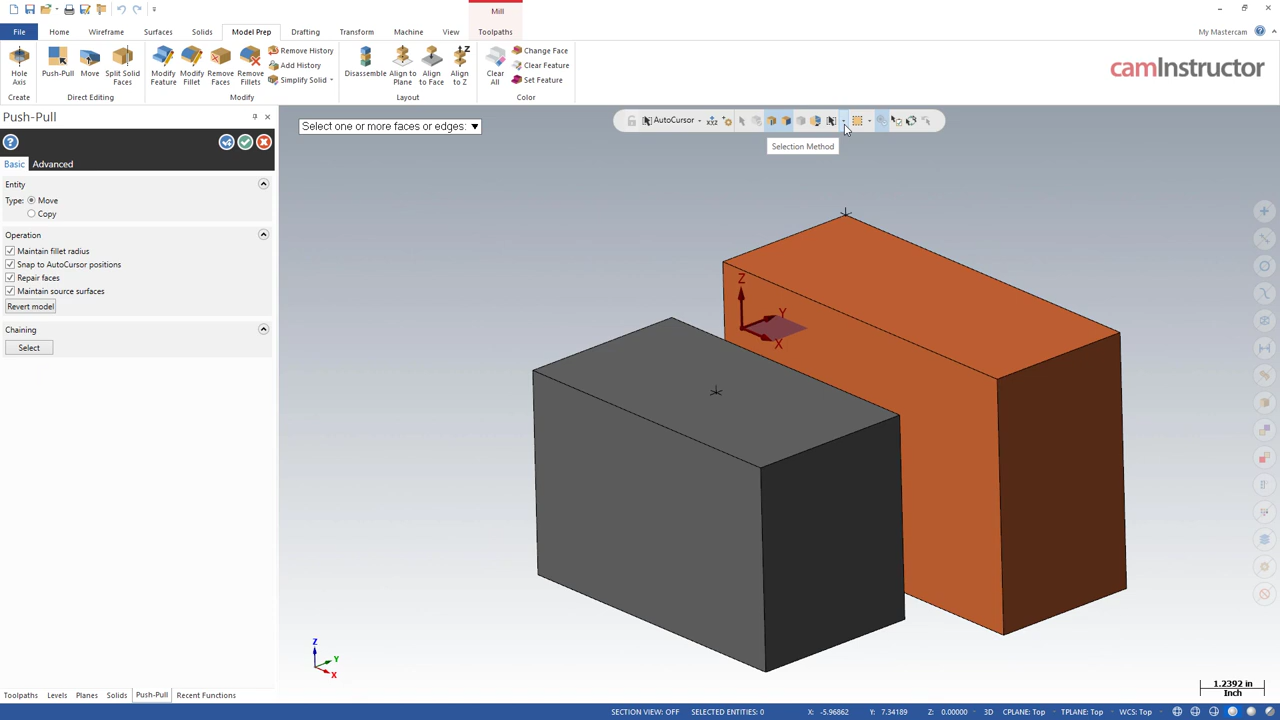 Mill
File Home Wireframe Surfaces Solids Model Prep Drafting Transform Machine View Toolpaths
My Mastercam
Hole Axis
Push-Pull
Move
Split Solid Faces
Modify Feature
Modify Fillet
Remove Faces
Remove Fillets
Remove History
Add History
Simplify Solid
Disassemble
Align to Plane
Align to Face
Align to Z
Clear All
Change Face
Clear Feature
Set Feature
Create Direct Editing Modify Layout Color
camInstructor
Push-Pull
Basic Advanced
Entity
Type: Move
Copy
Operation
Maintain fillet radius
Snap to AutoCursor positions
Repair faces
Maintain source surfaces
Revert model
Chaining
Select
Select one or more faces or edges:
AutoCursor
XYZ
Selection Method
Z
Y
X
Z
Y
X
1.2392 in
Inch
Toolpaths Levels Planes Solids Push-Pull Recent Functions
SECTION VIEW: OFF SELECTED ENTITIES: 0 X: -5.96862 Y: 7.34189 Z: 0.00000 3D CPLANE: Top TPLANE: Top WCS: Top